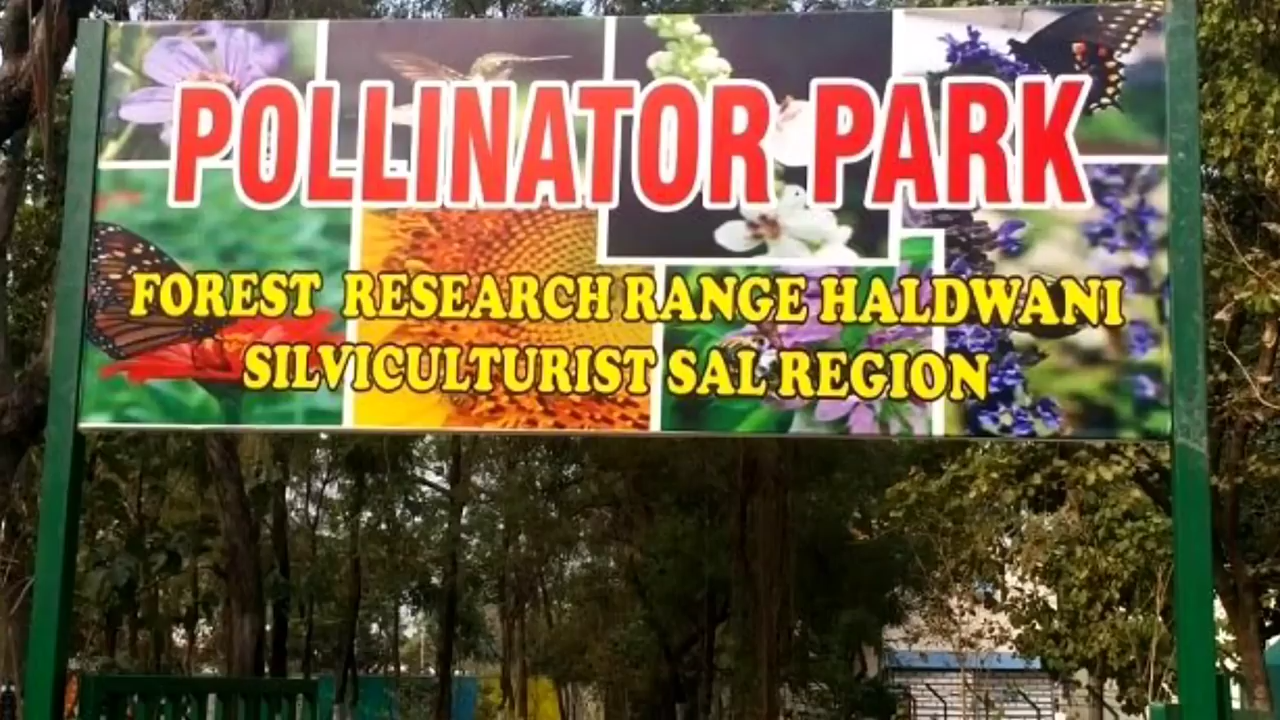 POLLINATOR PARK
FOREST RESEARCH RANGE HALDWANI
SILVICULTURIST SAL REGION